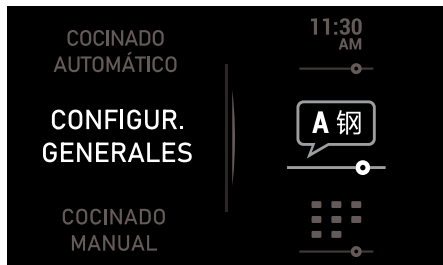 COCINADO
AUTOMÁTICO
CONFIGUR.
GENERALES
COCINADO
MANUAL
11:30
AM
A 钢